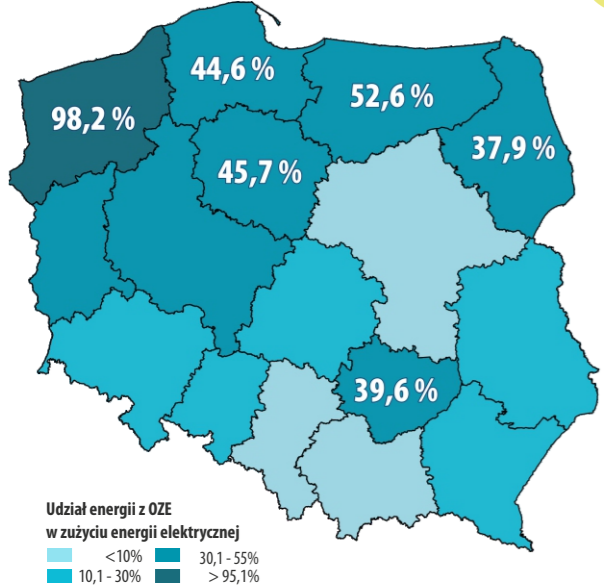 44,6 %
52,6 %
98,2 %
37,9 %
45,7 %
39,6 %
Udział energii z OZE
w zużyciu energii elektrycznej
<10% 30,1 - 55%
10,1 - 30% > 95,1%